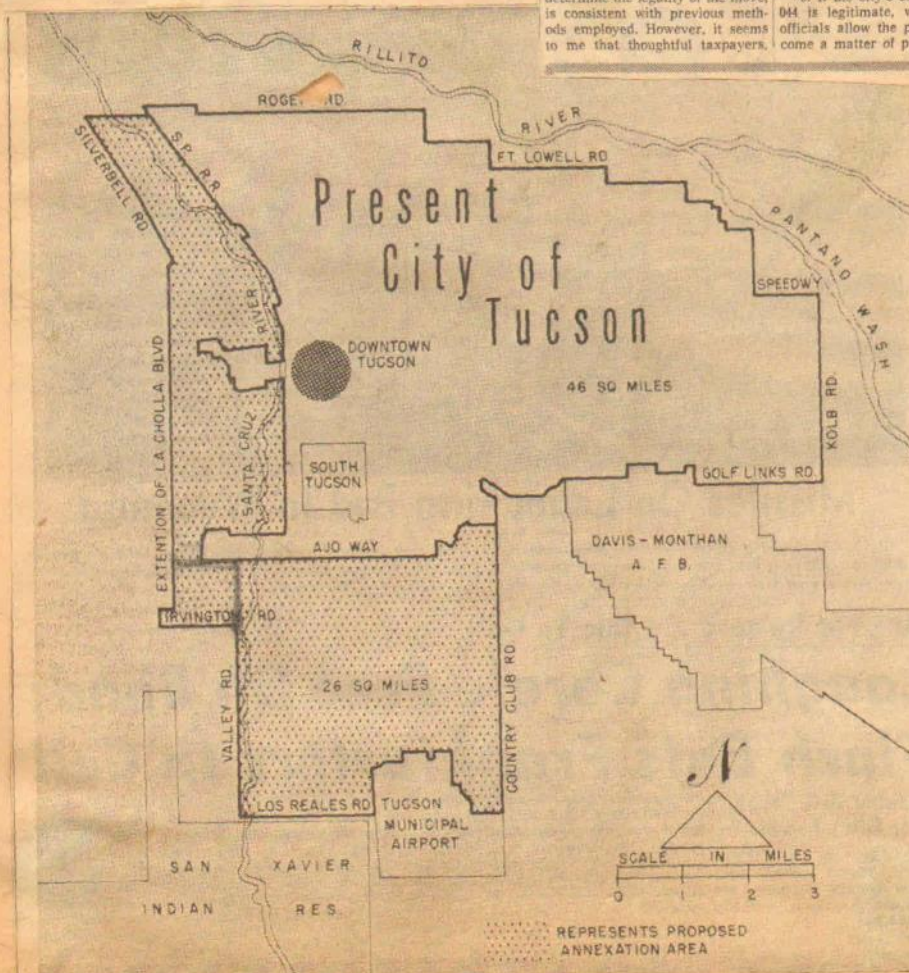 is consistent with previous meth-
ods employed. However, it seems
to me that thoughtful taxpayers,
044 is legitimate,
officials allow the
come a matter of
RILLITO
RIVER
ROGER RD.
FT. LOWELL RD
SILVERBELL RD
S.P. R.R.
Present
City of
Tucson
PANTANO WASH
SPEEDWY
RIVER
DOWNTOWN
TUCSON
46 SQ MILES
KOLB RD.
EXTENTION OF LA CHOLLA BLVD
SANTA CRUZ
SOUTH
TUCSON
GOLF LINKS RD.
AJO WAY
DAVIS - MONTHAN
A. F. B.
IRVINGTON RD
26 SQ MILES
VALLEY RD
COUNTRY CLUB RD
N
LOS REALES RD
TUCSON
MUNICIPAL
AIRPORT
SCALE IN MILES
0 1 2 3
SAN XAVIER
INDIAN RES.
REPRESENTS PROPOSED
ANNEXATION AREA